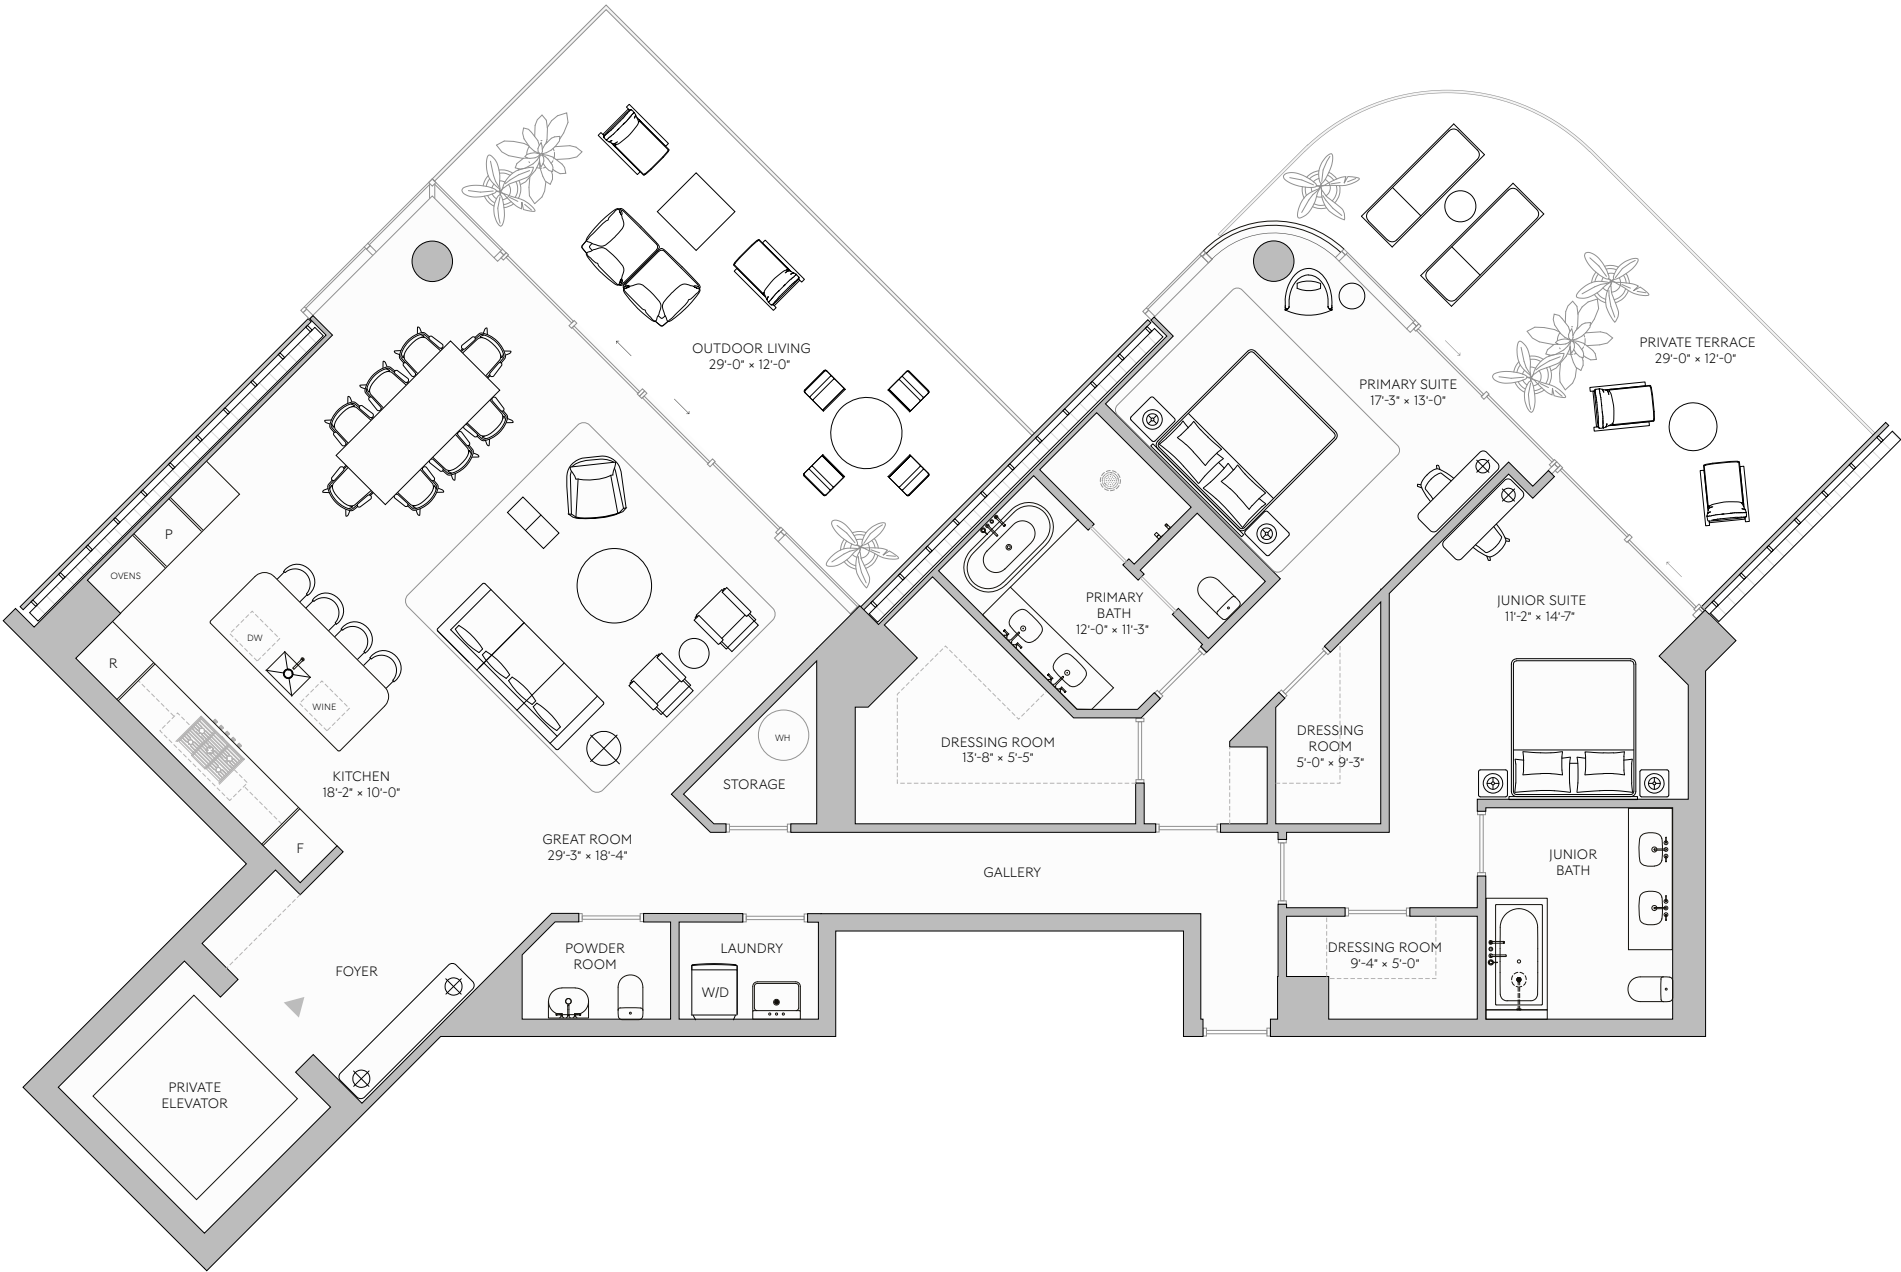 OUTDOOR LIVING
29'-0" × 12'-0"
PRIVATE TERRACE
29'-0" × 12'-0"
PRIMARY SUITE
17'-3" × 13'-0"
P
OVENS
R
DW
WINE
F
KITCHEN
18'-2" × 10'-0"
PRIMARY
BATH
12'-0" × 11'-3"
JUNIOR SUITE
11'-2" × 14'-7"
WH
STORAGE
DRESSING ROOM
13'-8" × 5'-5"
DRESSING
ROOM
5'-0" × 9'-3"
GREAT ROOM
29'-3" × 18'-4"
GALLERY
JUNIOR
BATH
FOYER
POWDER
ROOM
LAUNDRY
W/D
DRESSING ROOM
9'-4" × 5'-0"
PRIVATE
ELEVATOR